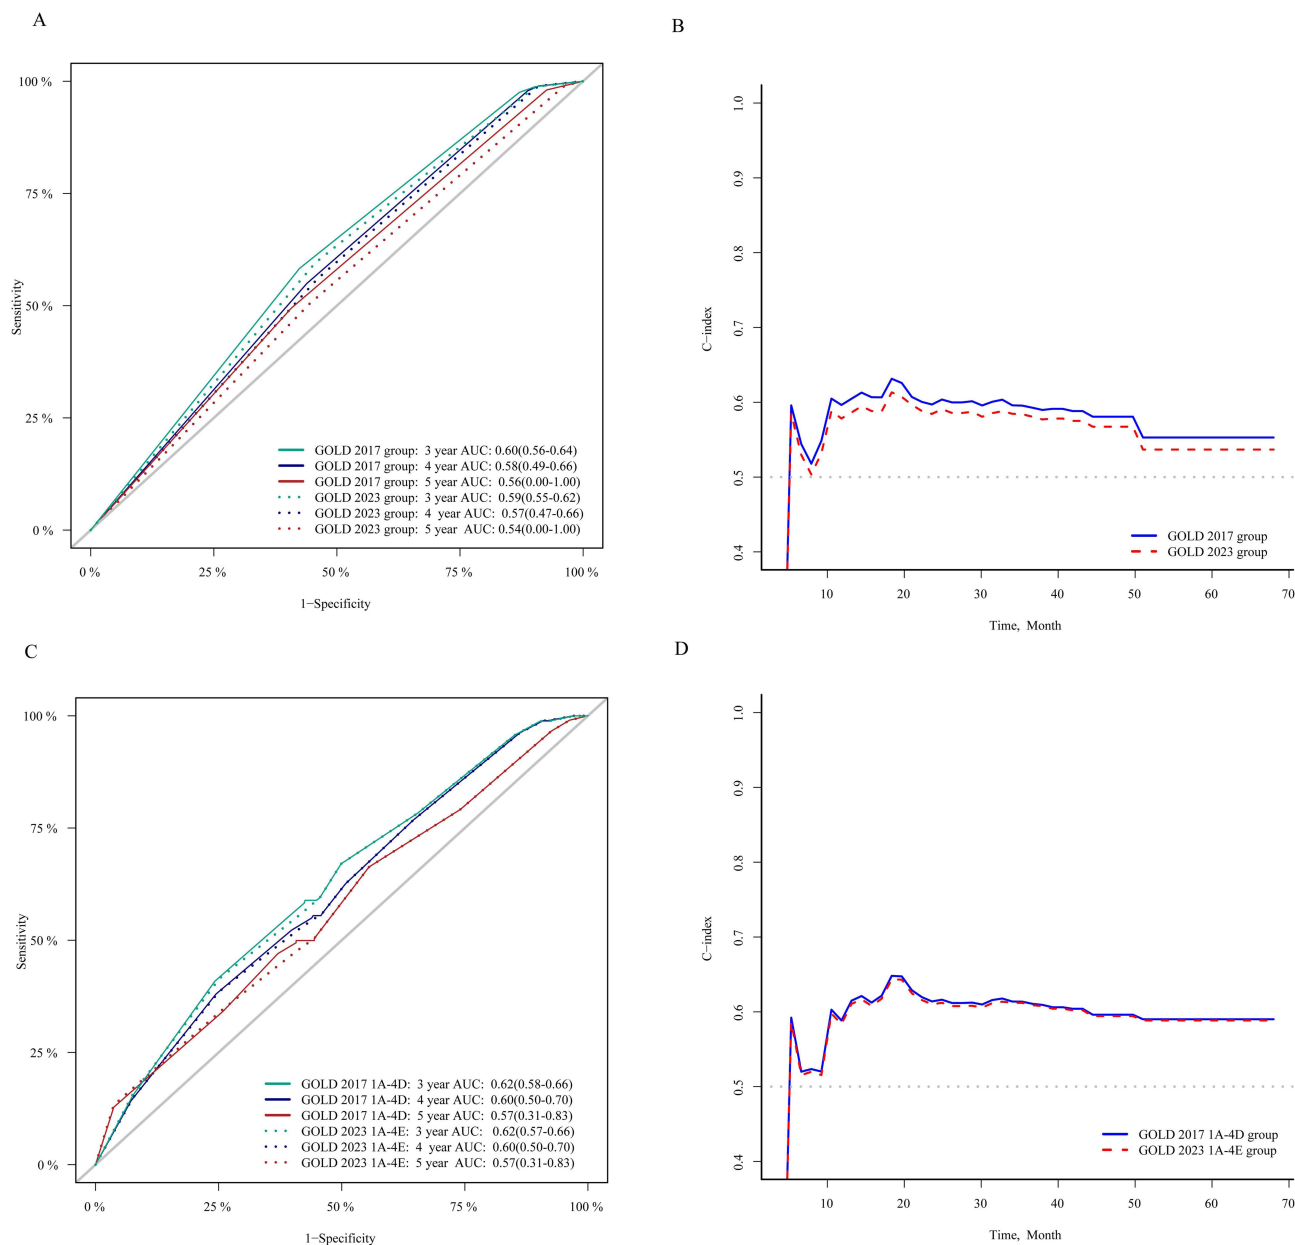 A
100 %
75 %
50 %
25 %
0 %
Sensitivity
GOLD 2017 group: 3 year AUC: 0.60(0.56-0.64)
GOLD 2017 group: 4 year AUC: 0.58(0.49-0.66)
GOLD 2017 group: 5 year AUC: 0.56(0.00-1.00)
GOLD 2023 group: 3 year AUC: 0.59(0.55-0.62)
GOLD 2023 group: 4 year AUC: 0.57(0.47-0.66)
GOLD 2023 group: 5 year AUC: 0.54(0.00-1.00)
0 % 25 % 50 % 75 % 100 %
1−Specificity
B
1.0
0.9
0.8
0.7
0.6
0.5
0.4
C−index
GOLD 2017 group
GOLD 2023 group
10 20 30 40 50 60 70
Time, Month
C
100 %
75 %
50 %
25 %
0 %
Sensitivity
GOLD 2017 1A-4D: 3 year AUC: 0.62(0.58-0.66)
GOLD 2017 1A-4D: 4 year AUC: 0.60(0.50-0.70)
GOLD 2017 1A-4D: 5 year AUC: 0.57(0.31-0.83)
GOLD 2023 1A-4E: 3 year AUC: 0.62(0.57-0.66)
GOLD 2023 1A-4E: 4 year AUC: 0.60(0.50-0.70)
GOLD 2023 1A-4E: 5 year AUC: 0.57(0.31-0.83)
0 % 25 % 50 % 75 % 100 %
1−Specificity
D
1.0
0.9
0.8
0.7
0.6
0.5
0.4
C−index
GOLD 2017 1A-4D group
GOLD 2023 1A-4E group
10 20 30 40 50 60 70
Time, Month